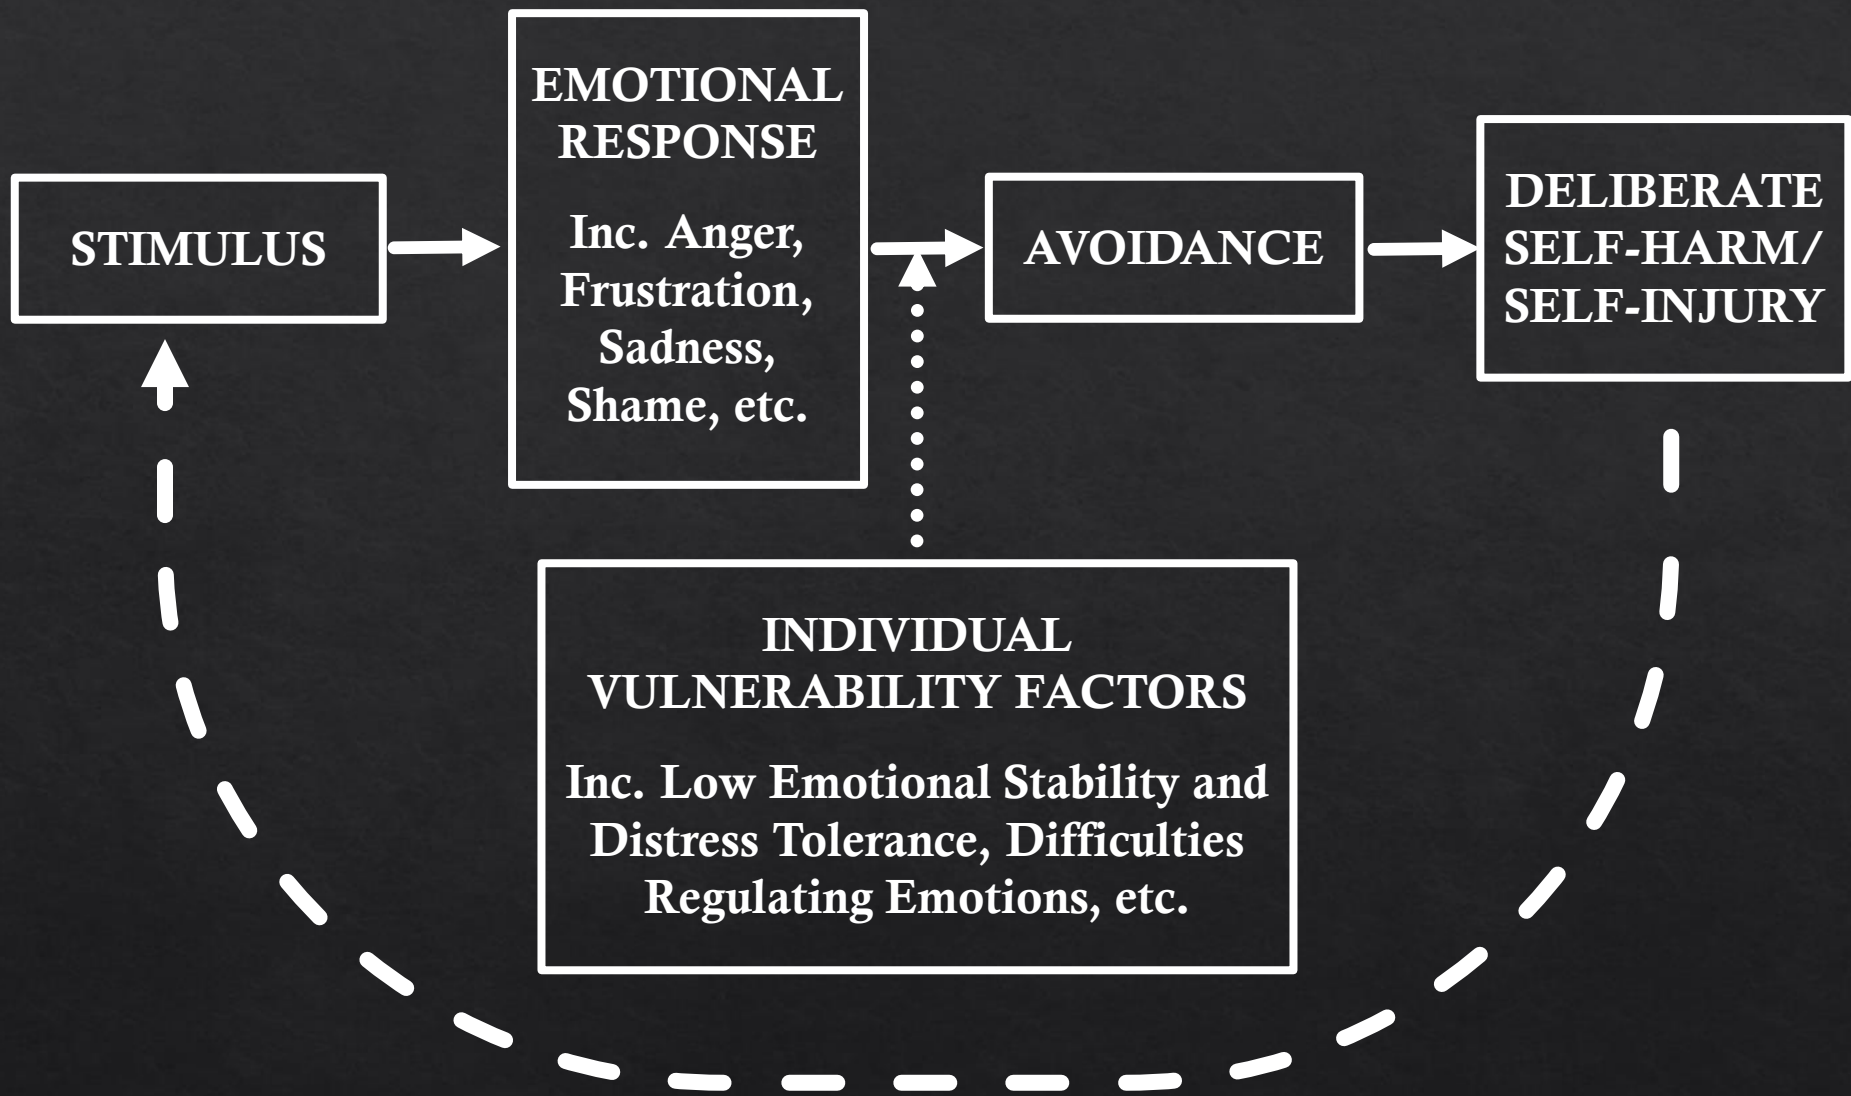 STIMULUS
EMOTIONAL
RESPONSE
Inc. Anger,
Frustration,
Sadness,
Shame, etc.
AVOIDANCE
DELIBERATE
SELF-HARM/
SELF-INJURY
INDIVIDUAL
VULNERABILITY FACTORS
Inc. Low Emotional Stability and
Distress Tolerance, Difficulties
Regulating Emotions, etc.